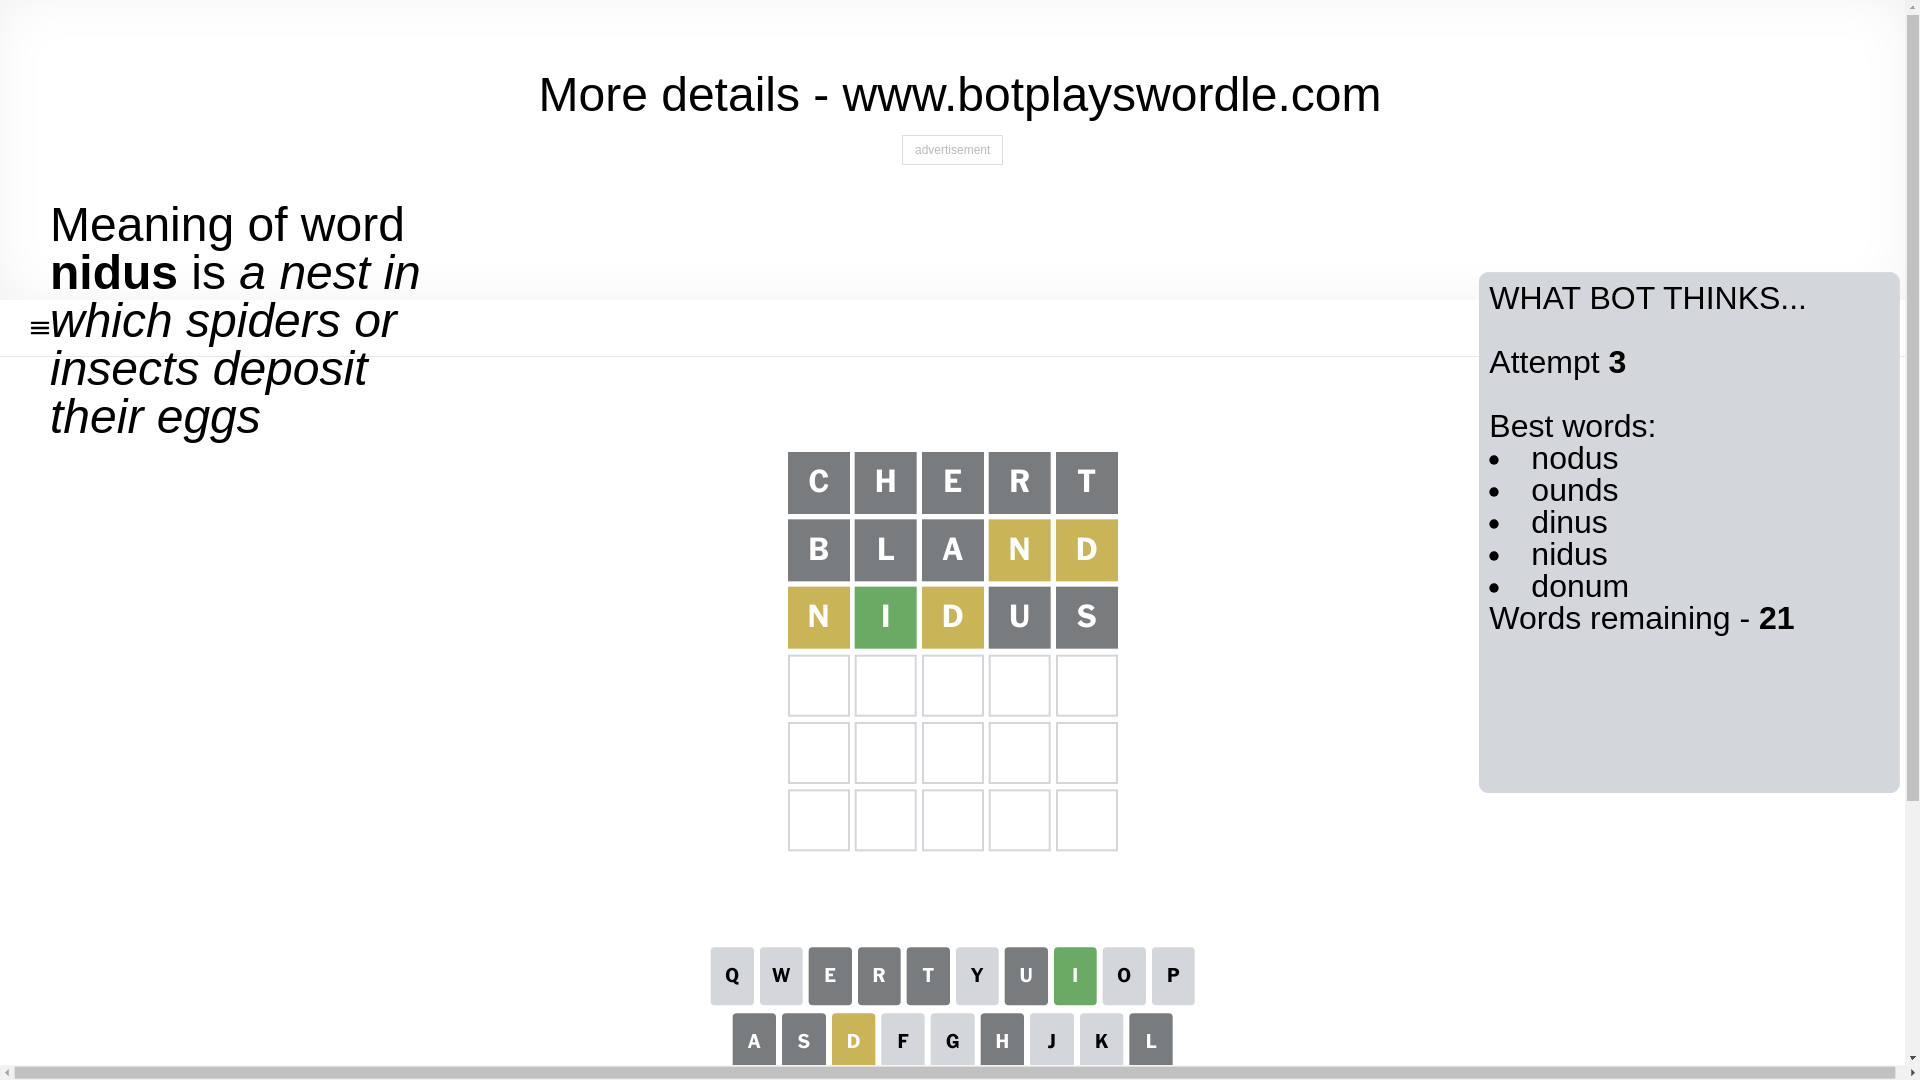 More details - www.botplayswordle.com
advertisement
Meaning of word
nidus is a nest in
which spiders or
insects deposit
their eggs
WHAT BOT THINKS...
Attempt 3
Best words:
nodus
ounds
dinus
nidus
donum
Words remaining - 21
C H E R T
B L A N D
N I D U S
Q W E R T Y U I O P
A S D F G H J K L